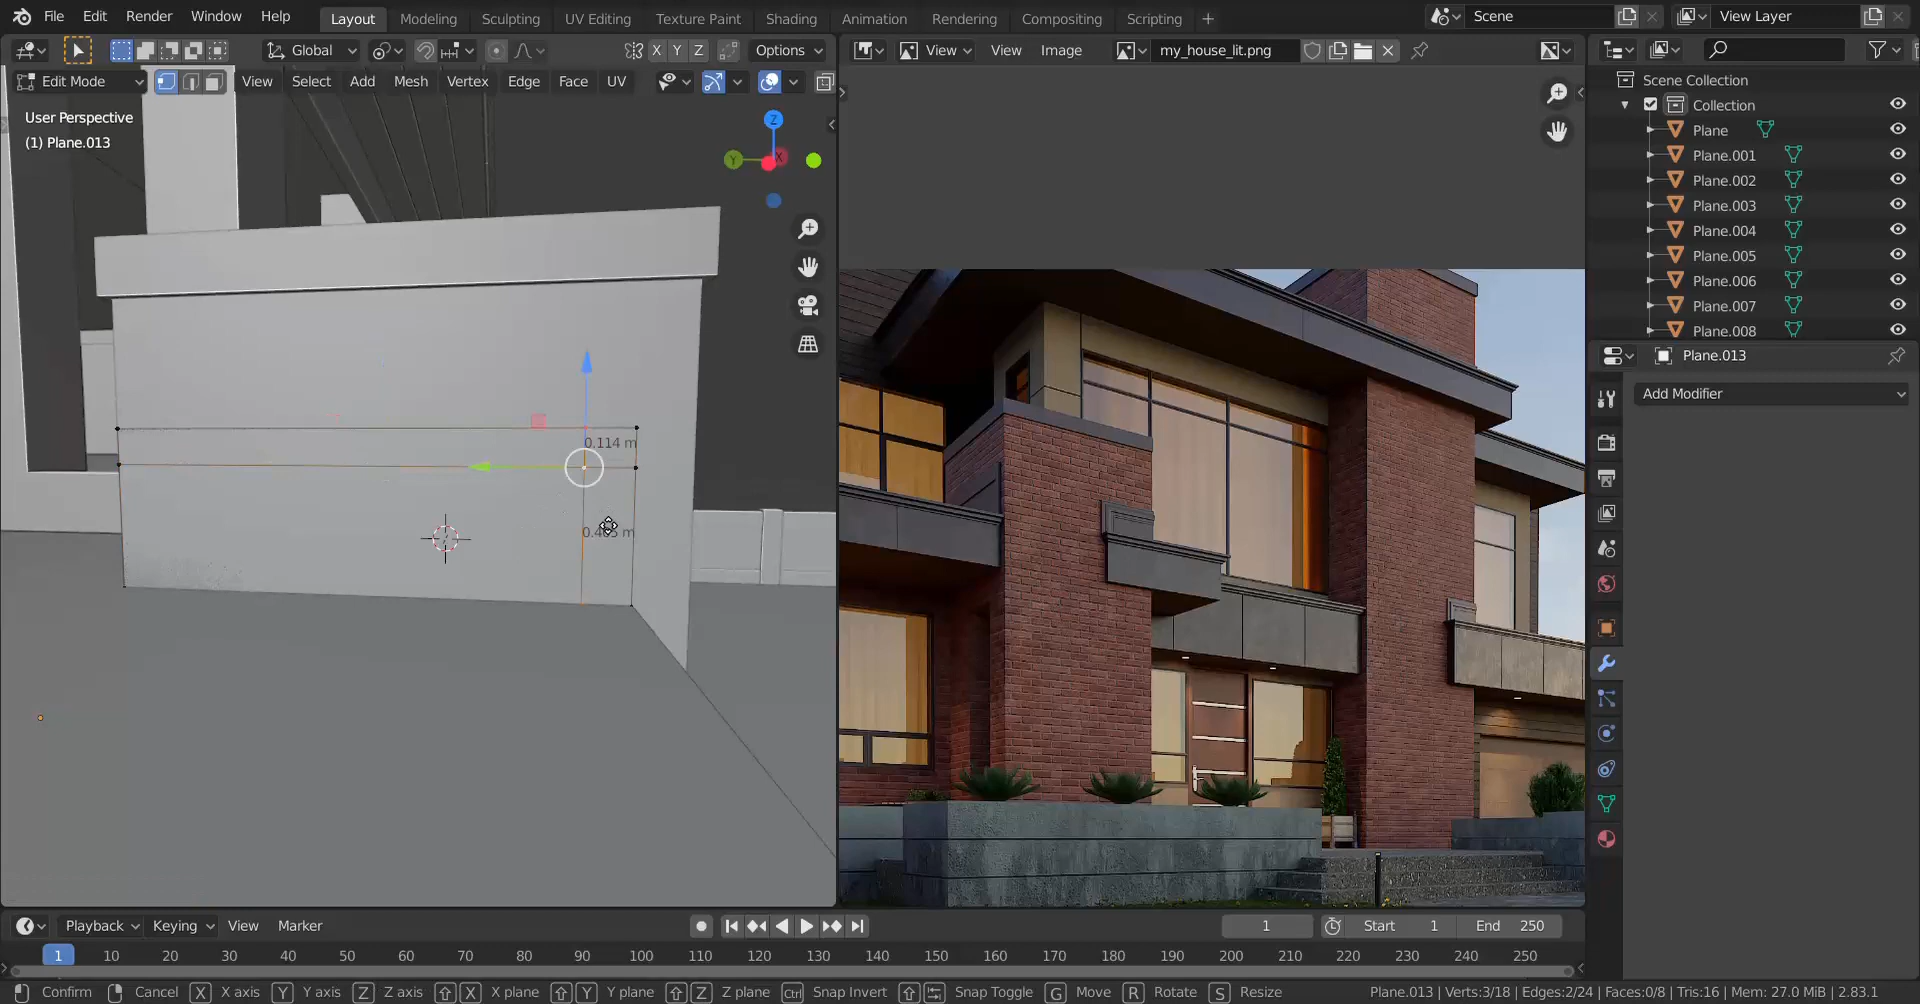 File Edit Render Window Help Layout Modeling Sculpting UV Editing Texture Paint Shading Animation Rendering Compositing Scripting + Scene View Layer
Global X Y Z Options View View Image my_house_lit.png
Edit Mode View Select Add Mesh Vertex Edge Face UV
User Perspective
(1) Plane.013
Z
Y
X
0.114 m
Scene Collection
Collection
Plane
Plane.001
Plane.002
Plane.003
Plane.004
Plane.005
Plane.006
Plane.007
Plane.008
Plane.013
Add Modifier
Playback Keying View Marker 1 Start 1 End 250
1 10 20 30 40 50 60 70 80 90 100 110 120 130 140 150 160 170 180 190 200 210 220 230 240 250
Confirm Cancel X X axis Y Y axis Z Z axis X X plane Y Y plane Z Z plane Ctrl Snap Invert Snap Toggle G Move R Rotate S Resize Plane.013 | Verts:3/18 | Edges:2/24 | Faces:0/8 | Tris:16 | Mem: 27.0 MiB | 2.83.1